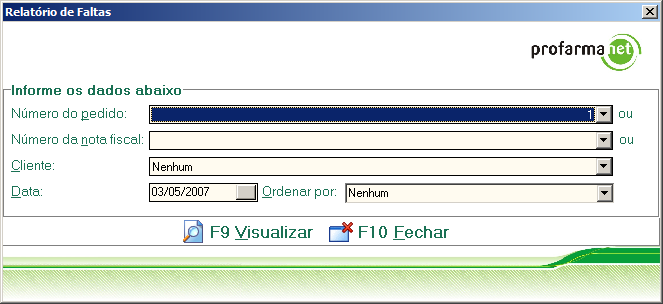 Relatório de Faltas
profarmanet
Informe os dados abaixo
Número do pedido: 1 ou
Número da nota fiscal: ou
Cliente: Nenhum
Data: 03/05/2007 Ordenar por: Nenhum
F9 Visualizar F10 Fechar